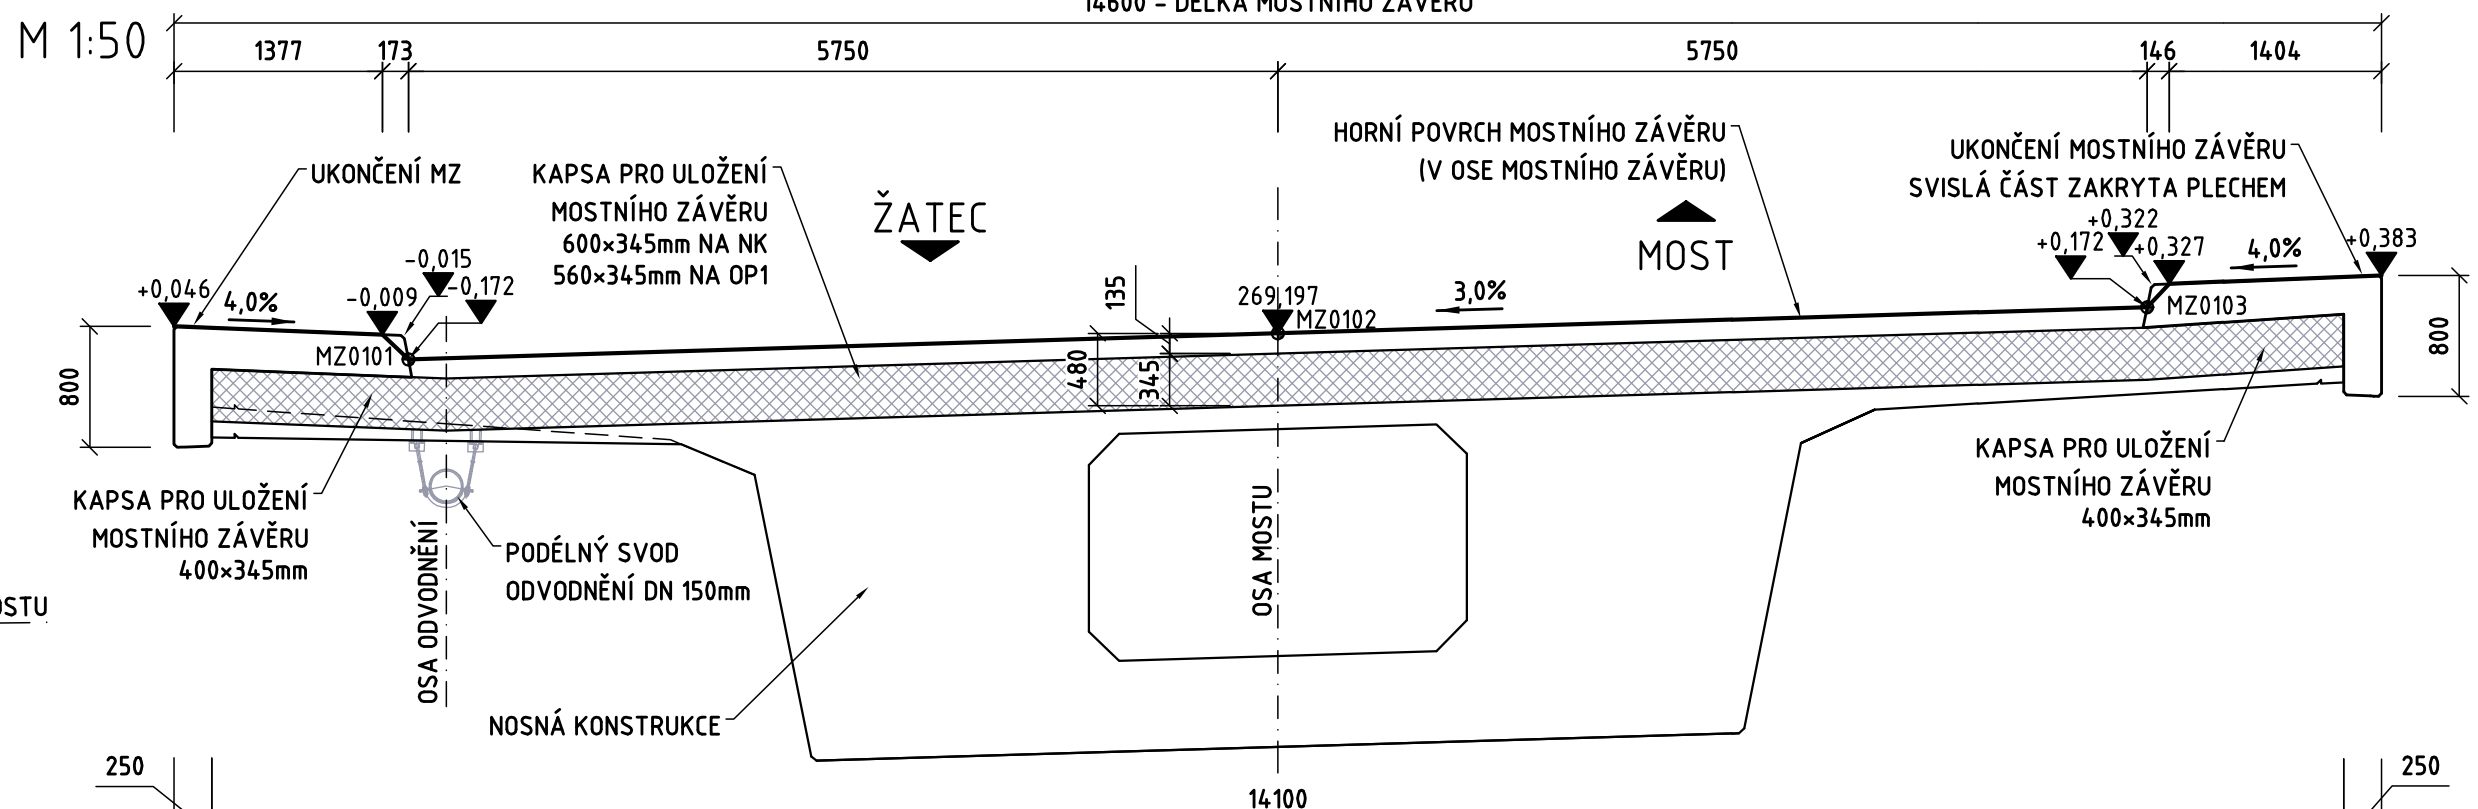 14600 – DÉLKA MOSTNÍHO ZÁVĚRU
M 1:50
1377
173
5750
5750
146
1404
HORNÍ POVRCH MOSTNÍHO ZÁVĚRU
(V OSE MOSTNÍHO ZÁVĚRU)
UKONČENÍ MOSTNÍHO ZÁVĚRU
SVISLÁ ČÁST ZAKRYTA PLECHEM
UKONČENÍ MZ
KAPSA PRO ULOŽENÍ
MOSTNÍHO ZÁVĚRU
600×345mm NA NK
560×345mm NA OP1
ŽATEC
MOST
+0,322
+0,172
+0,327
4,0%
+0,383
-0,015
+0,046
4,0%
-0,009
-0,172
135
269,197
3,0%
MZ0102
MZ0103
MZ0101
800
480
345
800
KAPSA PRO ULOŽENÍ
MOSTNÍHO ZÁVĚRU
400×345mm
KAPSA PRO ULOŽENÍ
MOSTNÍHO ZÁVĚRU
400×345mm
OSA ODVODNĚNÍ
PODÉLNÝ SVOD
ODVODNĚNÍ DN 150mm
OSA MOSTU
OSTU
NOSNÁ KONSTRUKCE
250
14100
250